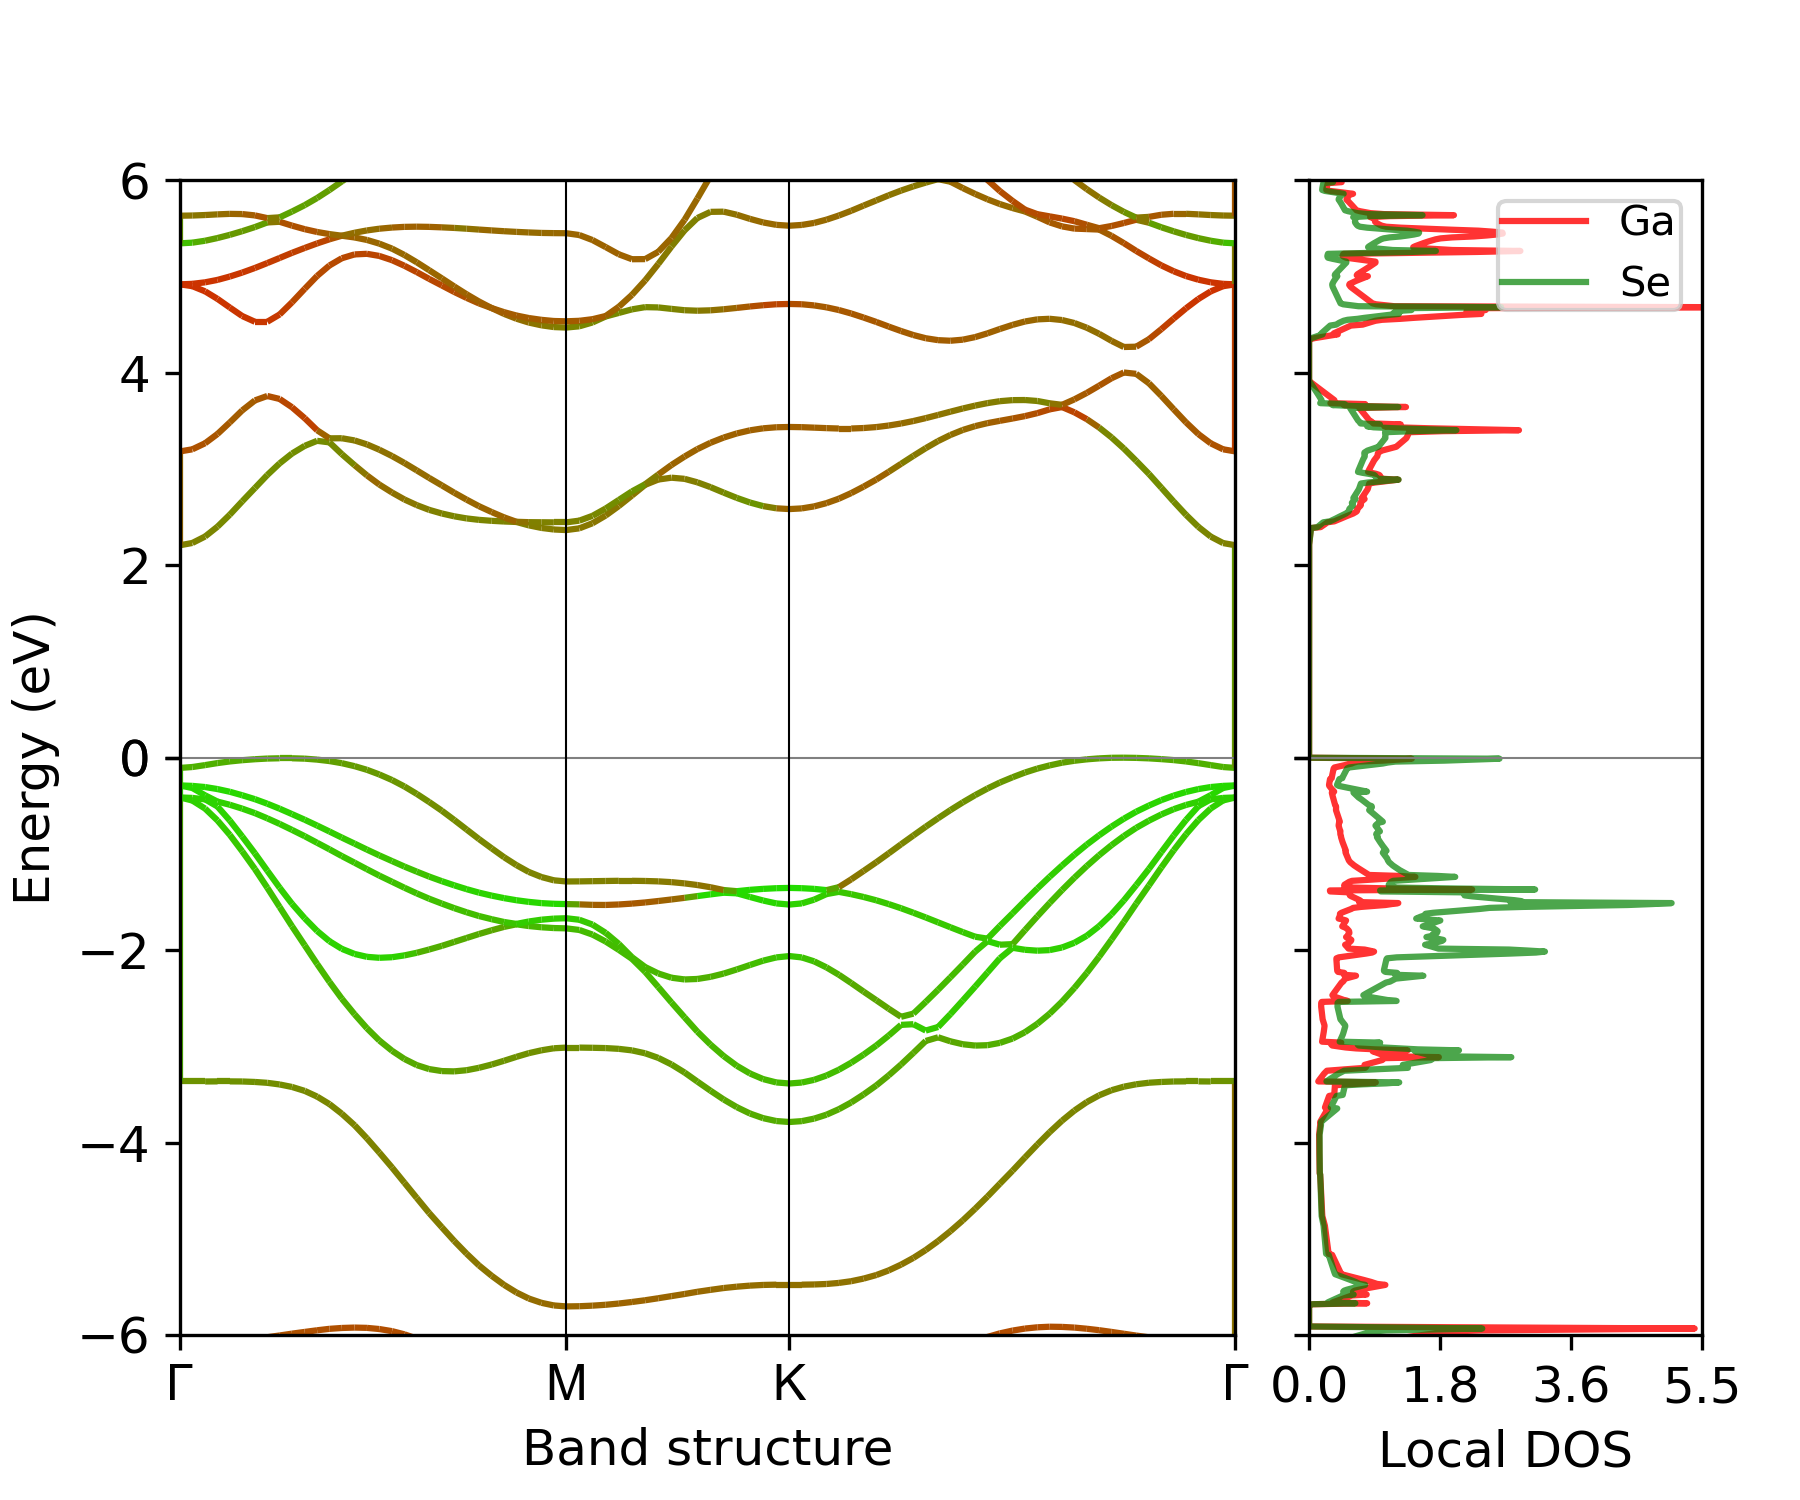 6
4
2
0
−2
−4
−6
Energy (eV)
Γ
M
K
Γ
Band structure
Ga
Se
0.0
1.8
3.6
5.5
Local DOS